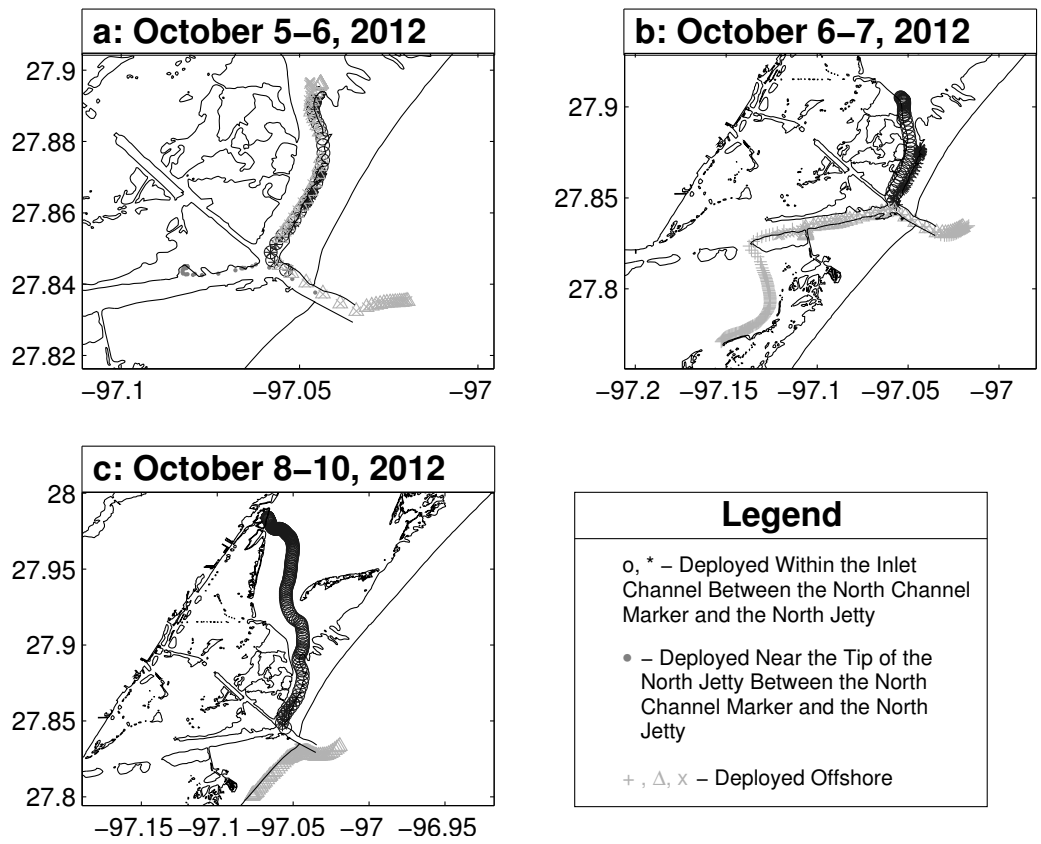 a: October 5−6, 2012
27.9
27.88
27.86
27.84
27.82
−97.1 −97.05 −97
b: October 6−7, 2012
27.9
27.85
27.8
−97.2 −97.15 −97.1 −97.05 −97
c: October 8−10, 2012
28
27.95
27.9
27.85
27.8
−97.15 −97.1 −97.05 −97 −96.95
Legend
o, * − Deployed Within the Inlet
Channel Between the North Channel
Marker and the North Jetty
• − Deployed Near the Tip of the
North Jetty Between the North
Channel Marker and the North
Jetty
+ , Δ, x − Deployed Offshore